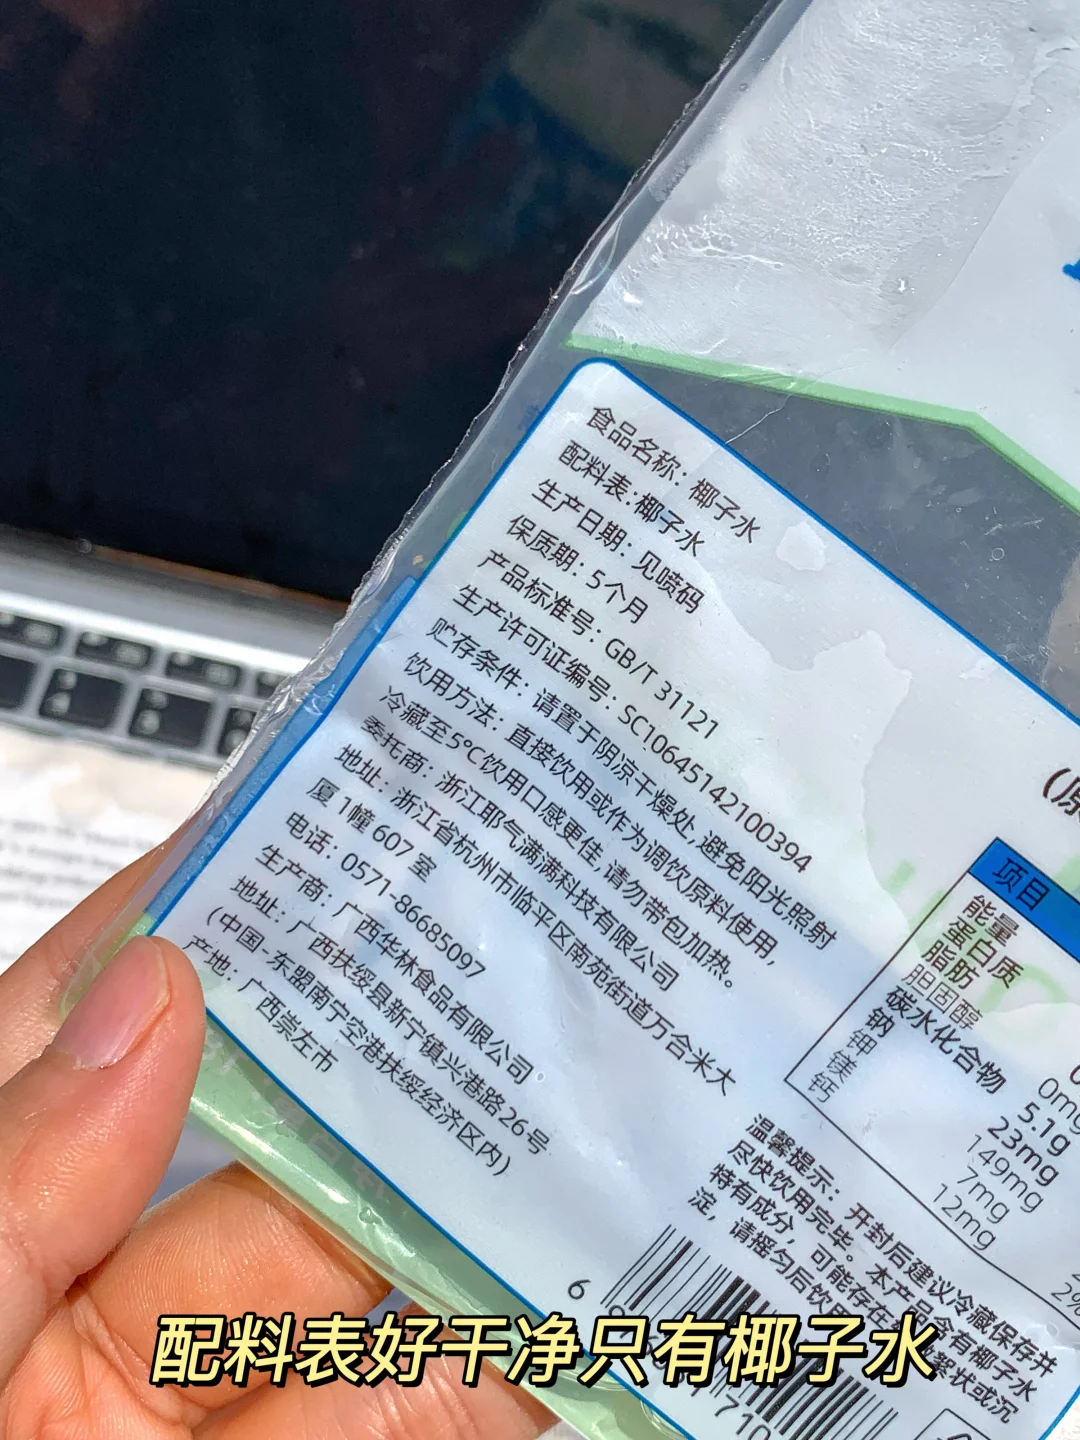 食品名称: 椰子水
配料表:椰子水
生产日期: 见喷码
保质期: 5个月
产品标准号: GB/T 31121
生产许可证编号: SC10645142100394
贮存条件: 请置于阴凉干燥处,避免阳光照射
饮用方法: 直接饮用或作为调饮原料使用,
冷藏至5°C饮用口感更佳,请勿带包加热。
委托商: 浙江耶气满满科技有限公司
地址: 浙江省杭州市临平区南苑街道万合米大
厦1幢607室
电话: 0571-86685097
生产商: 广西华林食品有限公司
地址: 广西扶绥县新宁镇兴港路26号
(中国-东盟南宁空港扶绥经济区内)
产地: 广西崇左市
(原
项目
能量
蛋白质
脂肪
胆固醇 0mg
碳水化合物 5.1g
钠 23mg
钾 149mg
镁 7mg
钙 12mg
2%
温馨提示: 开封后建议冷藏保存并
尽快饮用完毕。本产品含有椰子水
特有成分, 可能存在絮状或沉
淀, 请摇匀后饮用
6
710
配料表好干净只有椰子水